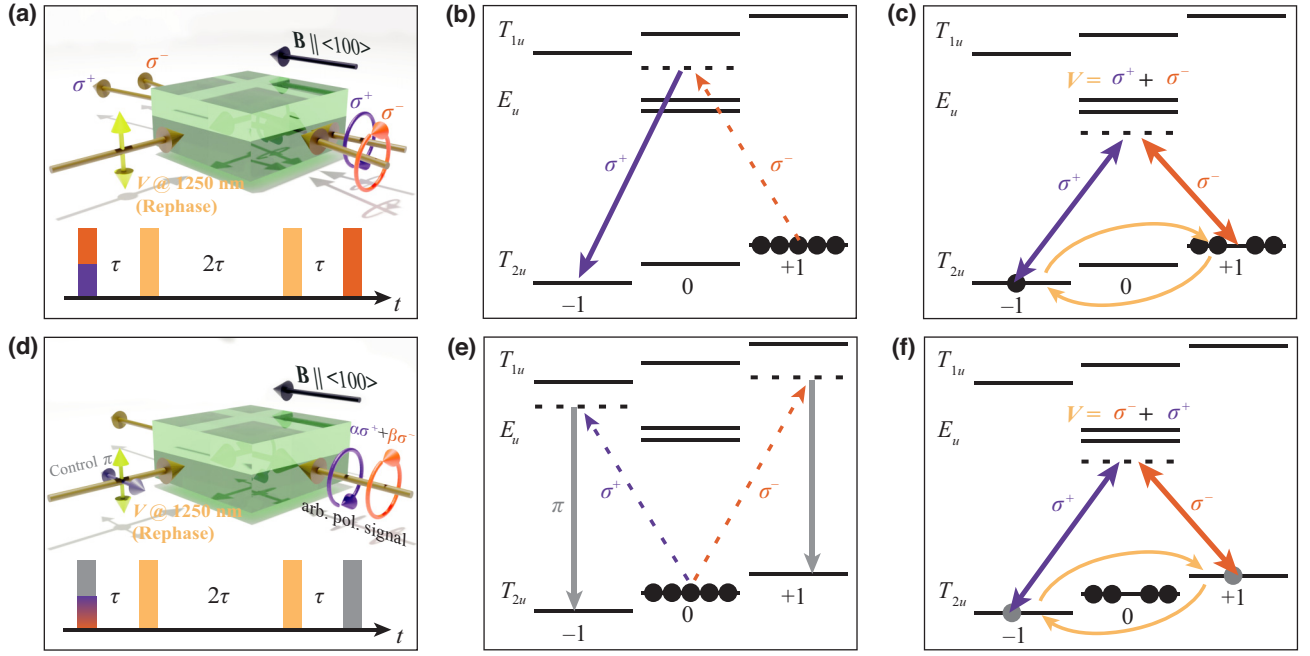 (a)
B || <100>
σ⁻
σ⁺
σ⁺
σ⁻
V @ 1250 nm
(Rephase)
τ
2τ
τ
t
(b)
T₁ᵤ
Eᵤ
σ⁺
σ⁻
T₂ᵤ
−1
0
+1
(c)
T₁ᵤ
V = σ⁺ + σ⁻
Eᵤ
σ⁺
σ⁻
T₂ᵤ
−1
0
+1
(d)
B || <100>
ασ⁺+βσ⁻
Control π
V @ 1250 nm
(Rephase)
arb. pol. signal
τ
2τ
τ
t
(e)
T₁ᵤ
Eᵤ
σ⁺
σ⁻
π
T₂ᵤ
−1
0
+1
(f)
T₁ᵤ
V = σ⁻ + σ⁺
Eᵤ
σ⁺
σ⁻
T₂ᵤ
−1
0
+1